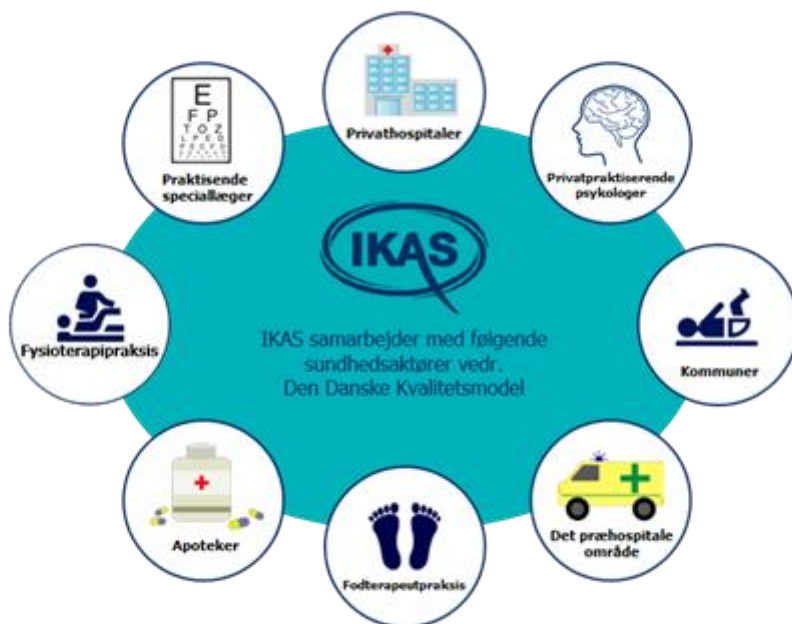 Privathospitaler
Privatpraktiserende
psykologer
Kommuner
Det præhospitale
område
Fodterapeutpraksis
Apoteker
Fysioterapipraksis
Praktisende
speciallæger
E
F P
T O Z
L P E D
IKAS
IKAS samarbejder med følgende
sundhedsaktører vedr.
Den Danske Kvalitetsmodel